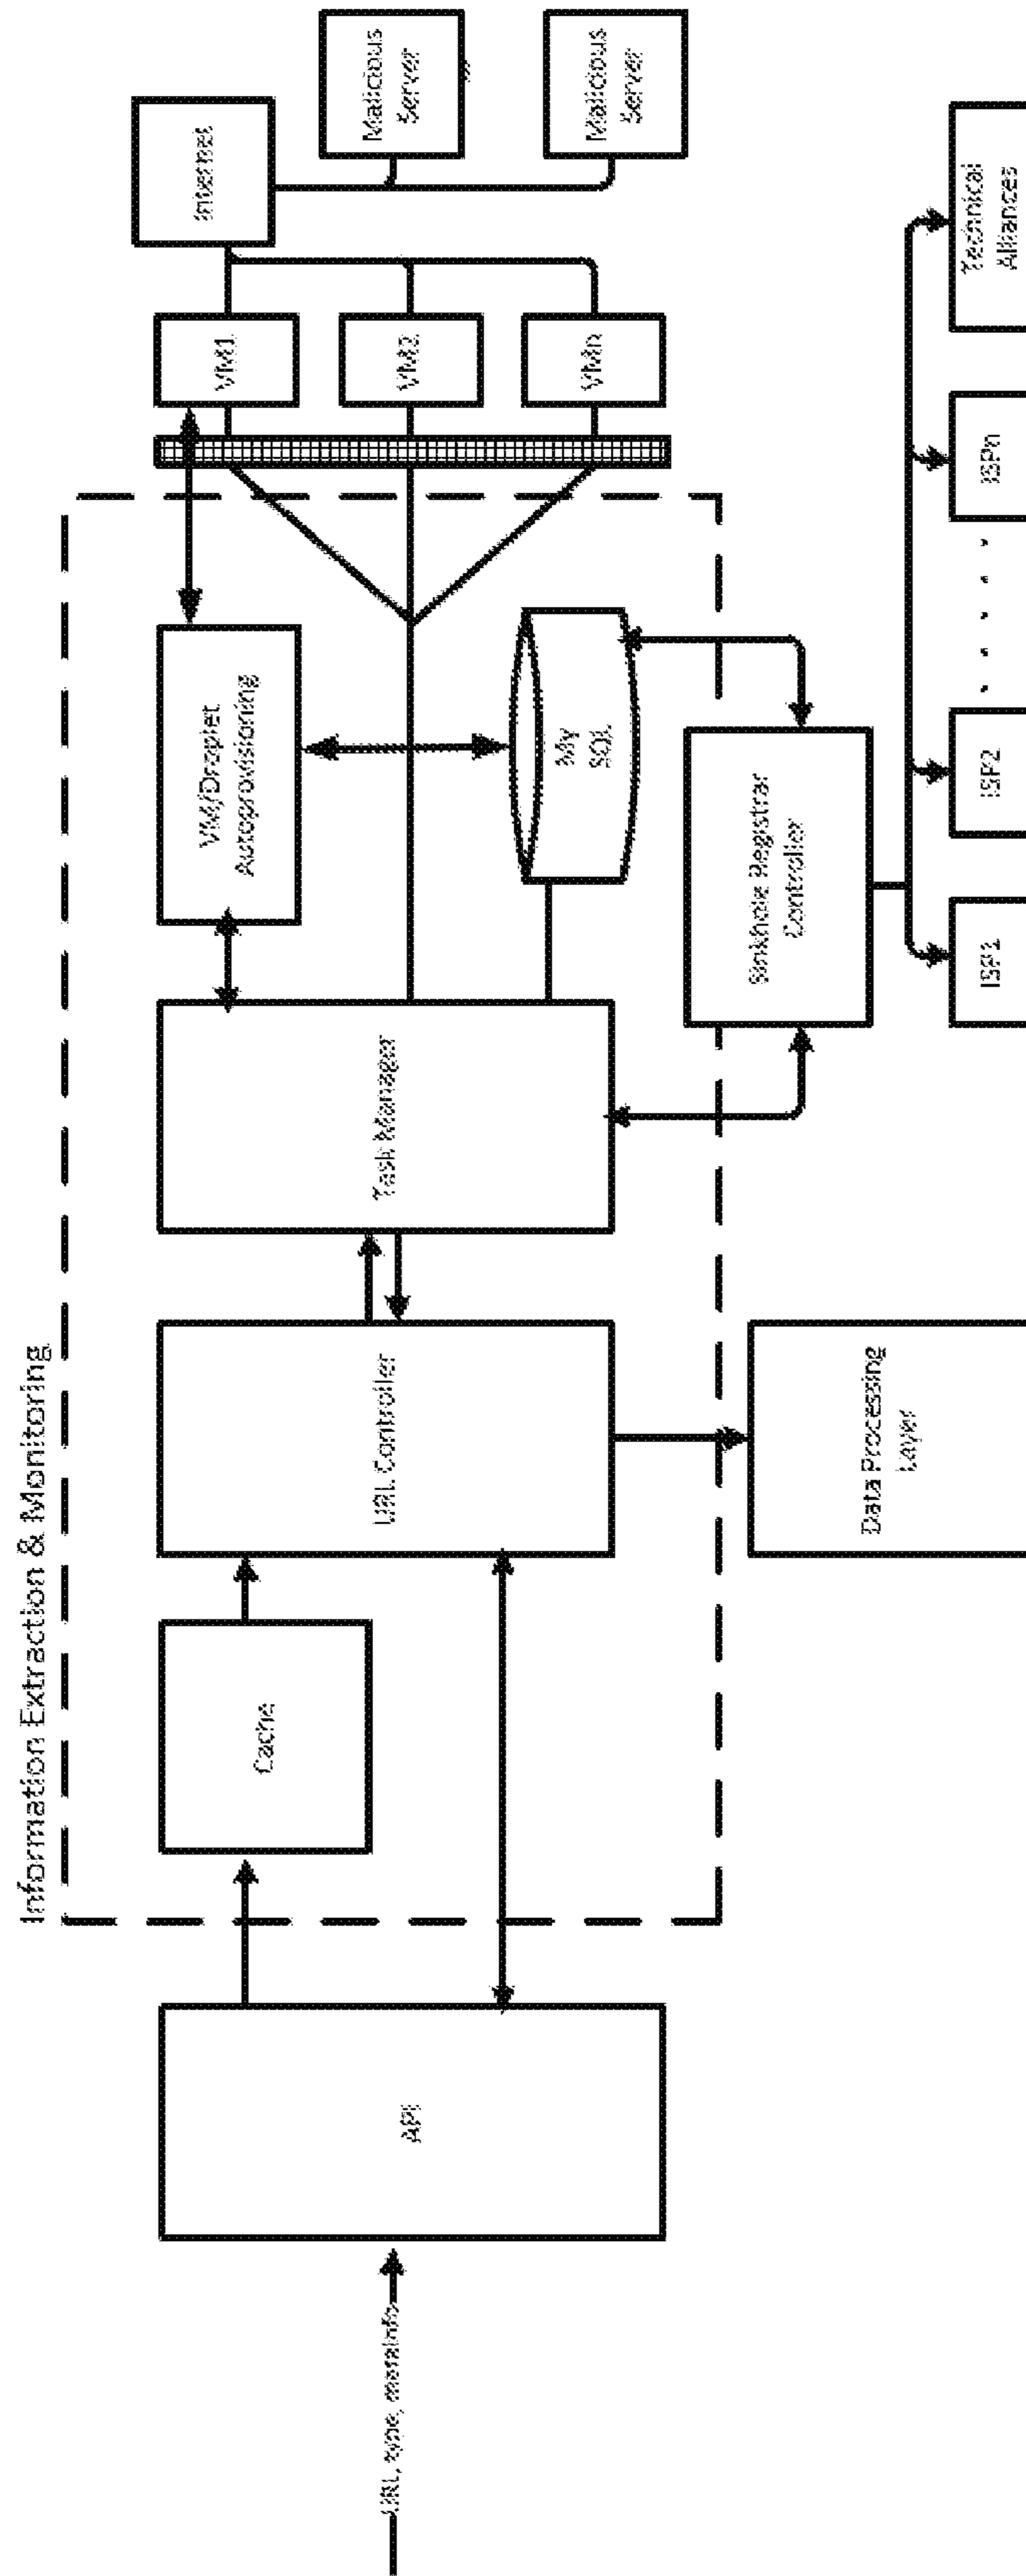 Information Extraction & Monitoring
URL, type, metainfo
API
Cache
URL Controller
Task Manager
VM/Droplet
Autoprovisioning
My
SQL
VM1
VM2
VMn
Internet
Malicious
Server
Malicious
Server
Data Processing
Layer
Sinkhole Registrar
Controller
ISP1
ISP2
. . . . .
ISPn
Technical
Alliances